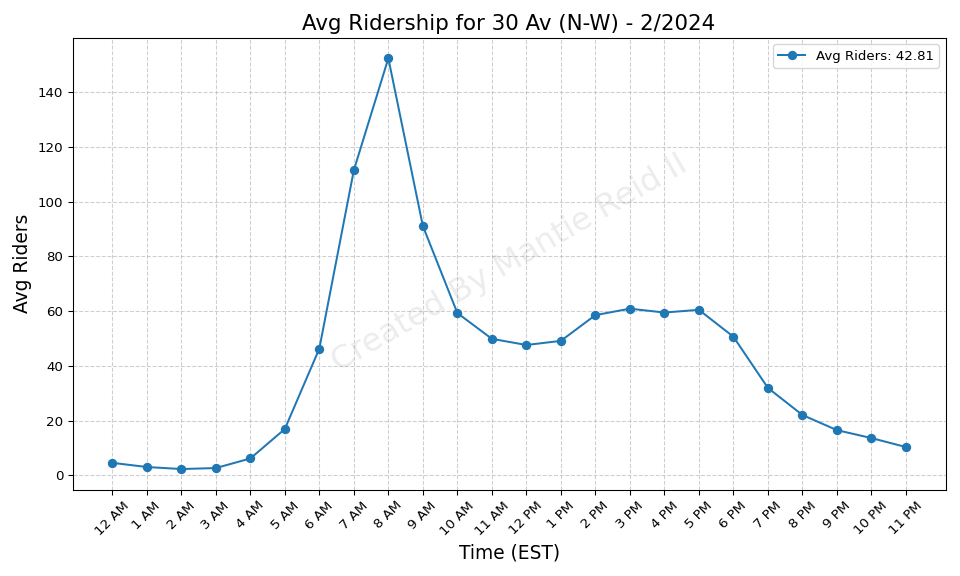 Avg Ridership for 30 Av (N-W) - 2/2024
Avg Riders: 42.81
Avg Riders
140
120
100
80
60
40
20
0
Created By Mantie Reid II
12 AM
1 AM
2 AM
3 AM
4 AM
5 AM
6 AM
7 AM
8 AM
9 AM
10 AM
11 AM
12 PM
1 PM
2 PM
3 PM
4 PM
5 PM
6 PM
7 PM
8 PM
9 PM
10 PM
11 PM
Time (EST)